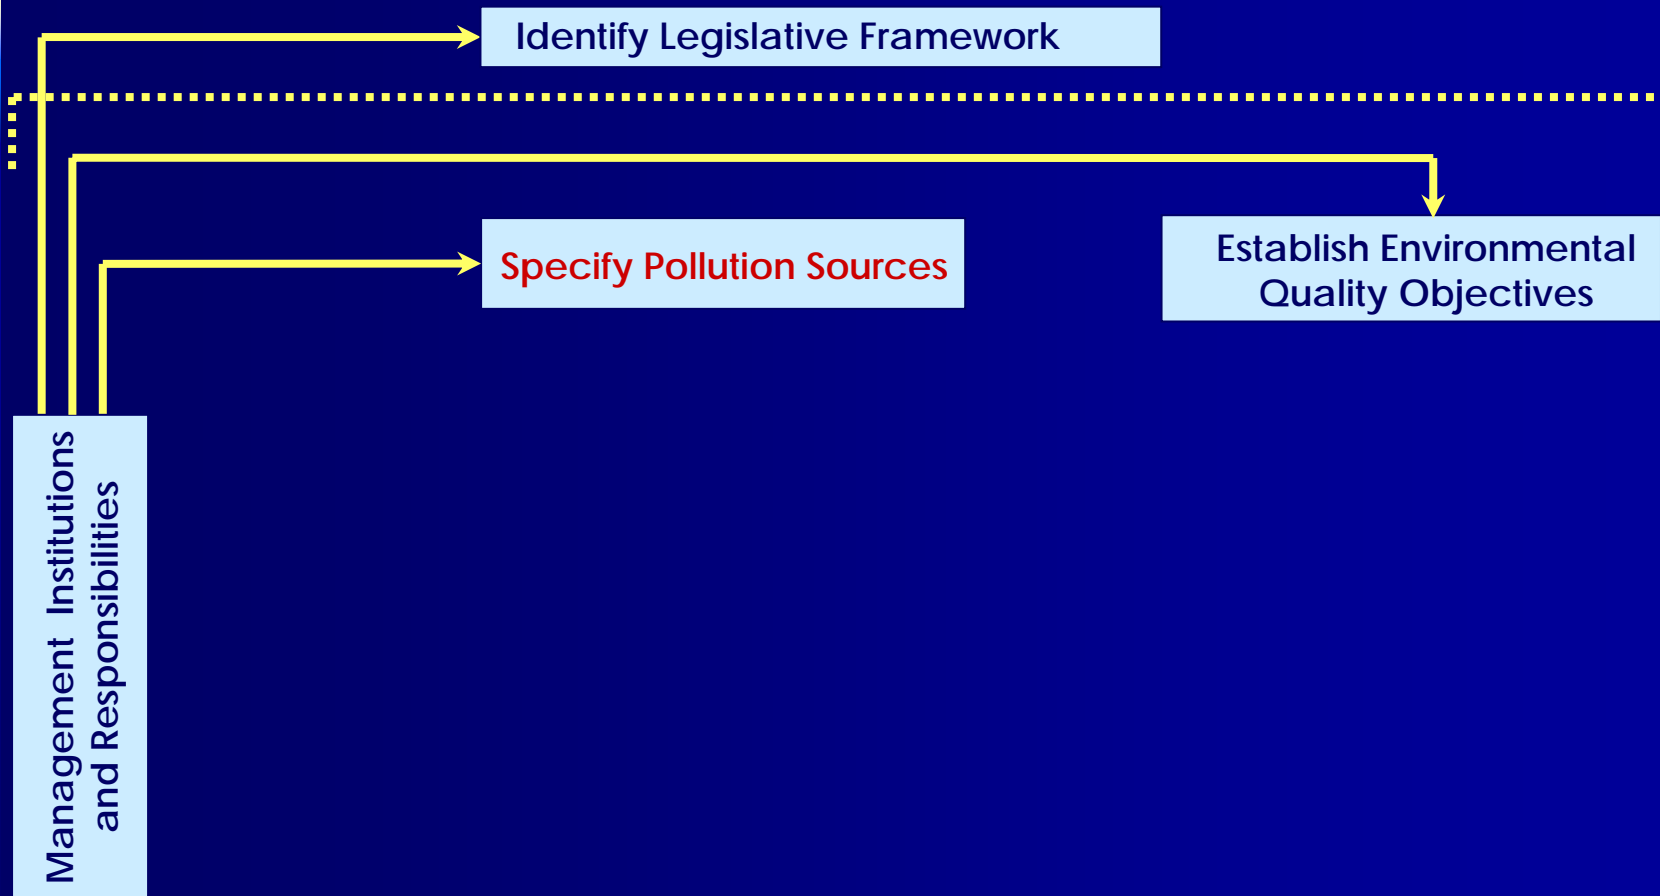 Identify Legislative Framework
Specify Pollution Sources
Establish Environmental
Quality Objectives
Management Institutions
and Responsibilities